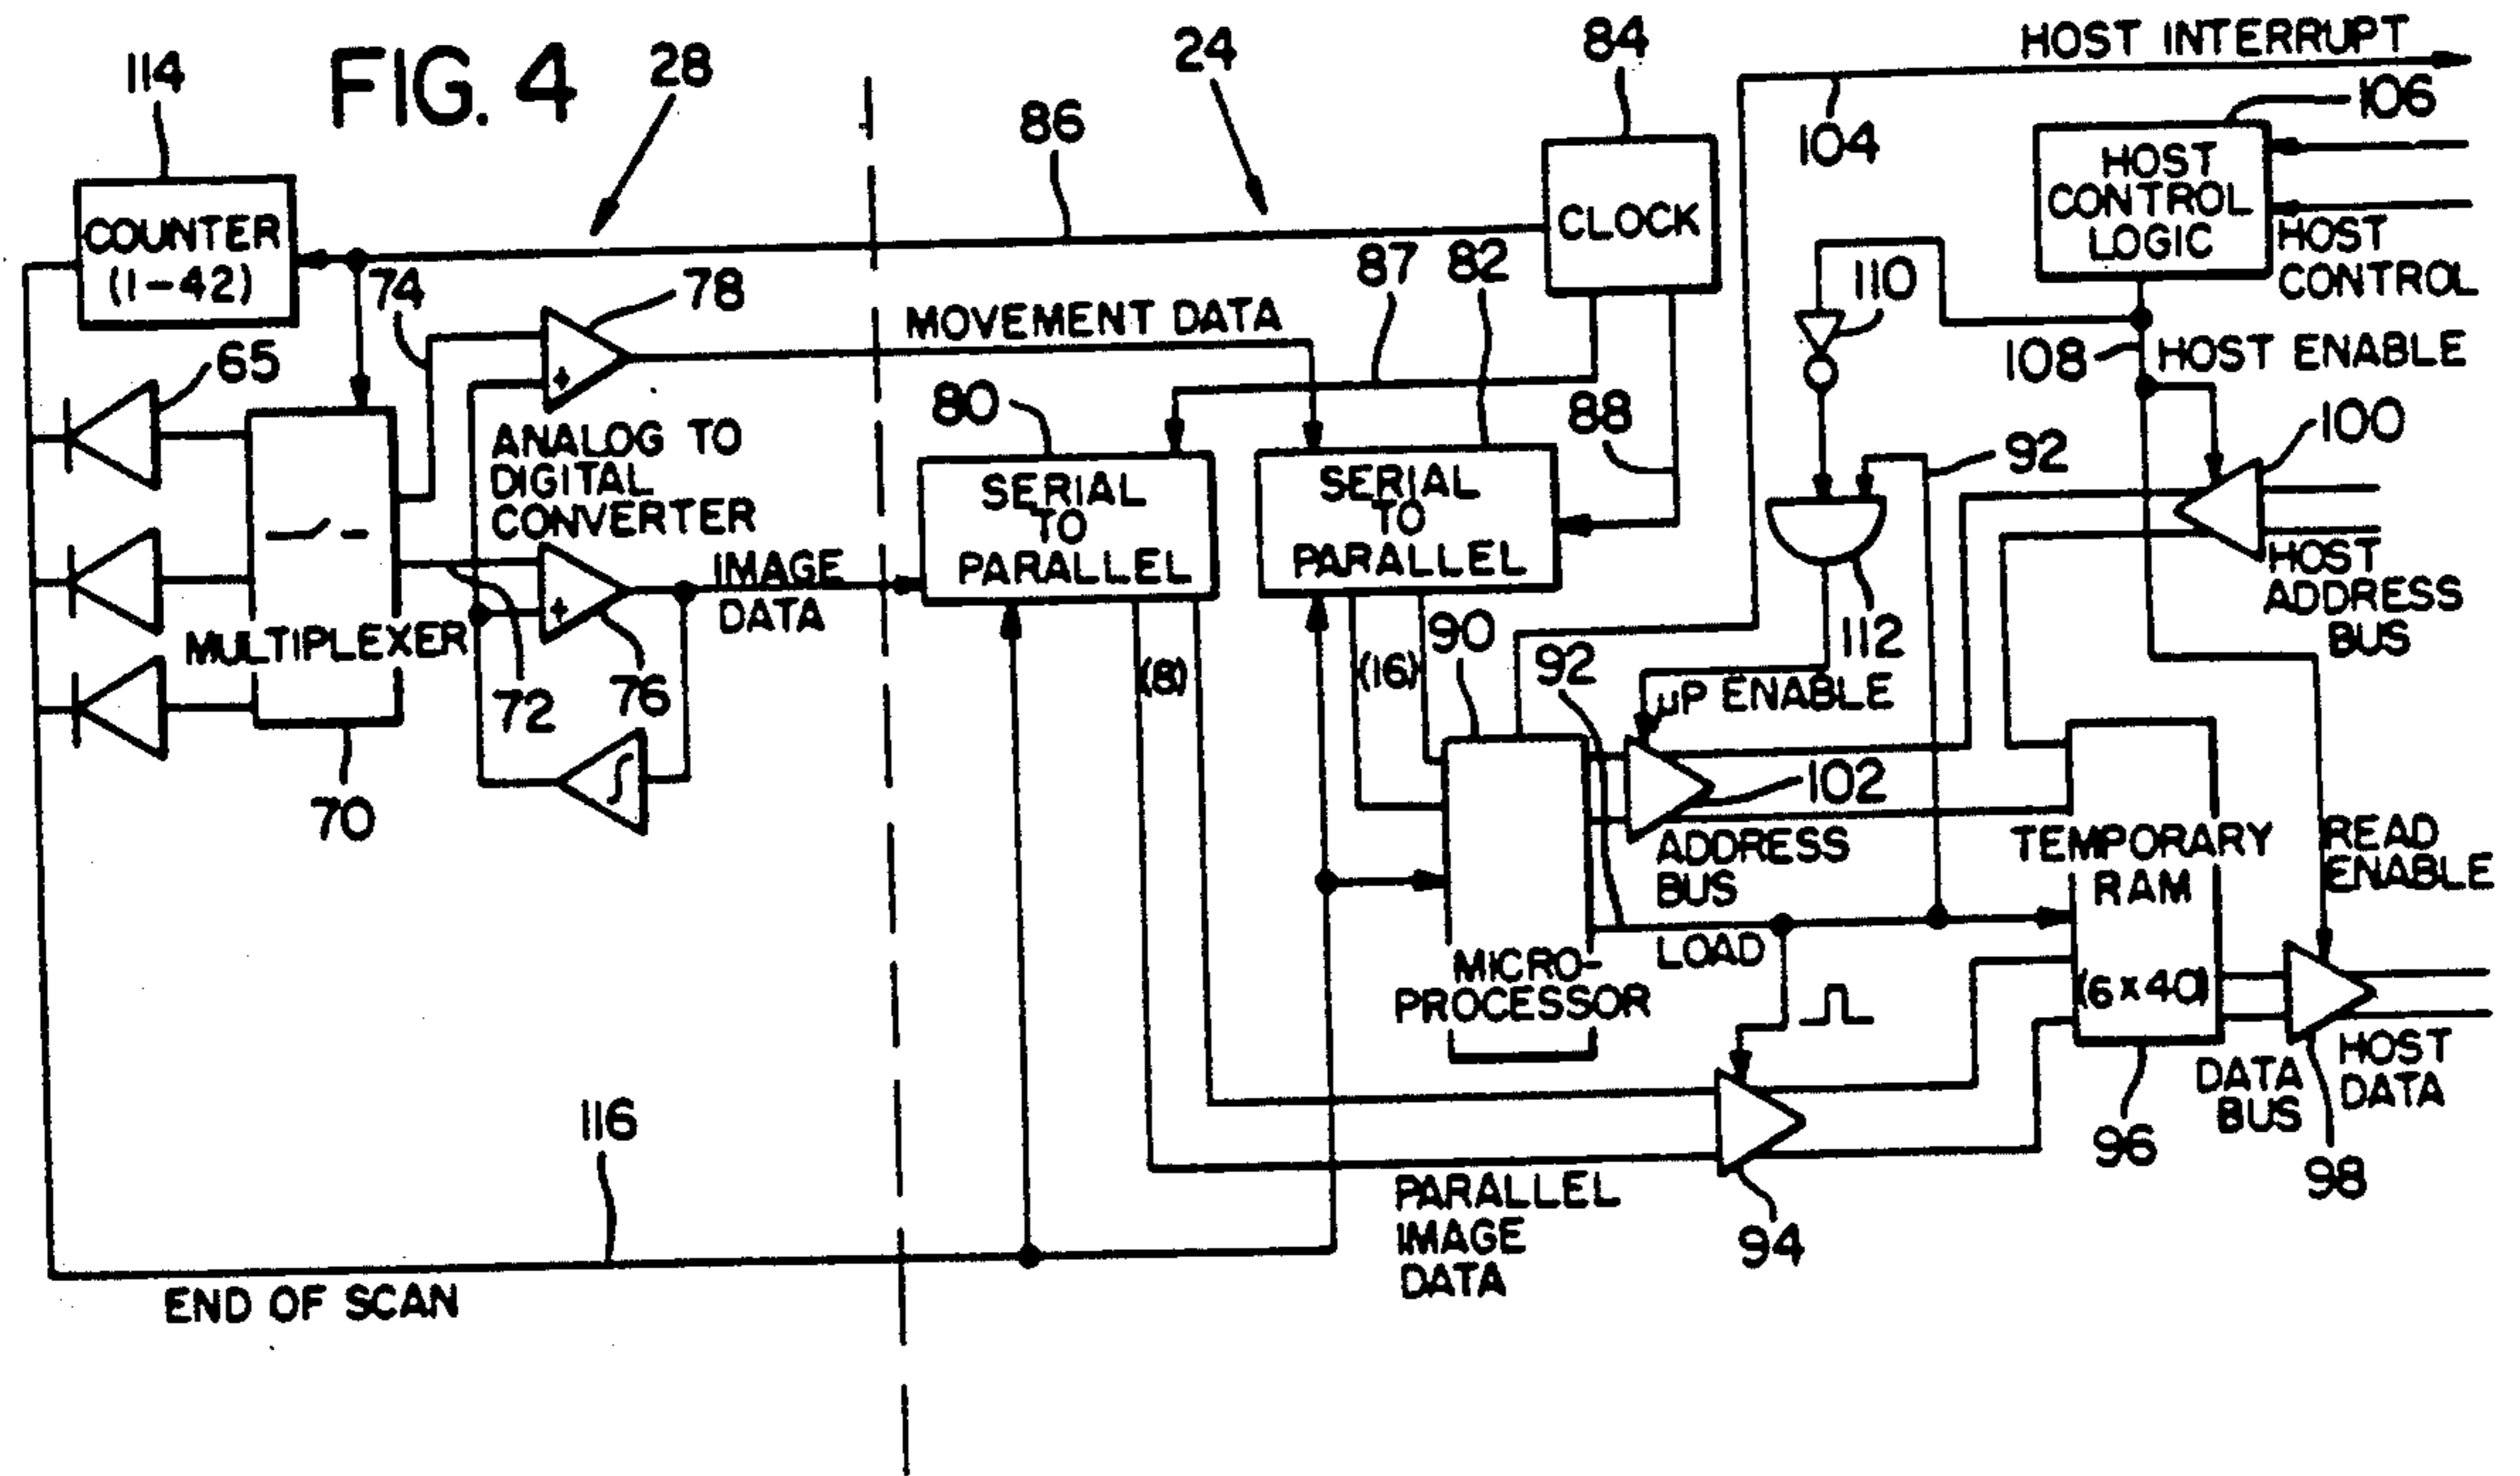 FIG. 4
114
28
24
84
HOST INTERRUPT
86
104
106
COUNTER
(1-42)
CLOCK
HOST
CONTROL
LOGIC
HOST
CONTROL
74
78
87
82
110
MOVEMENT DATA
65
108
HOST ENABLE
80
88
100
ANALOG TO
DIGITAL
CONVERTER
92
SERIAL
TO
PARALLEL
SERIAL
TO
PARALLEL
IMAGE
DATA
HOST
ADDRESS
BUS
MULTIPLEXER
72
76
(8)
(16)
90
92
112
µP ENABLE
70
102
ADDRESS
BUS
TEMPORARY
RAM
READ
ENABLE
LOAD
MICRO-
PROCESSOR
(6x40)
HOST
DATA
DATA
BUS
116
96
98
PARALLEL
IMAGE
DATA
94
END OF SCAN